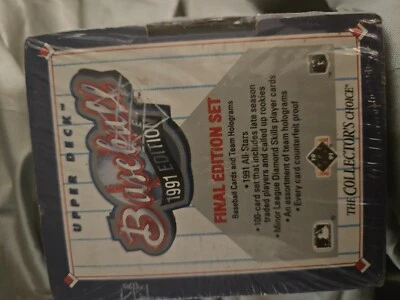 UPPER DECK™
Baseball
1991 EDITION
FINAL EDITION SET
Baseball Cards and Team Holograms
• 1991 All-Stars
• 100-card set that includes late season
traded players and called up rookies
• Minor League Diamond Skills player cards
• An assortment of team holograms
• Every card counterfeit proof
THE COLLECTOR'S CHOICE